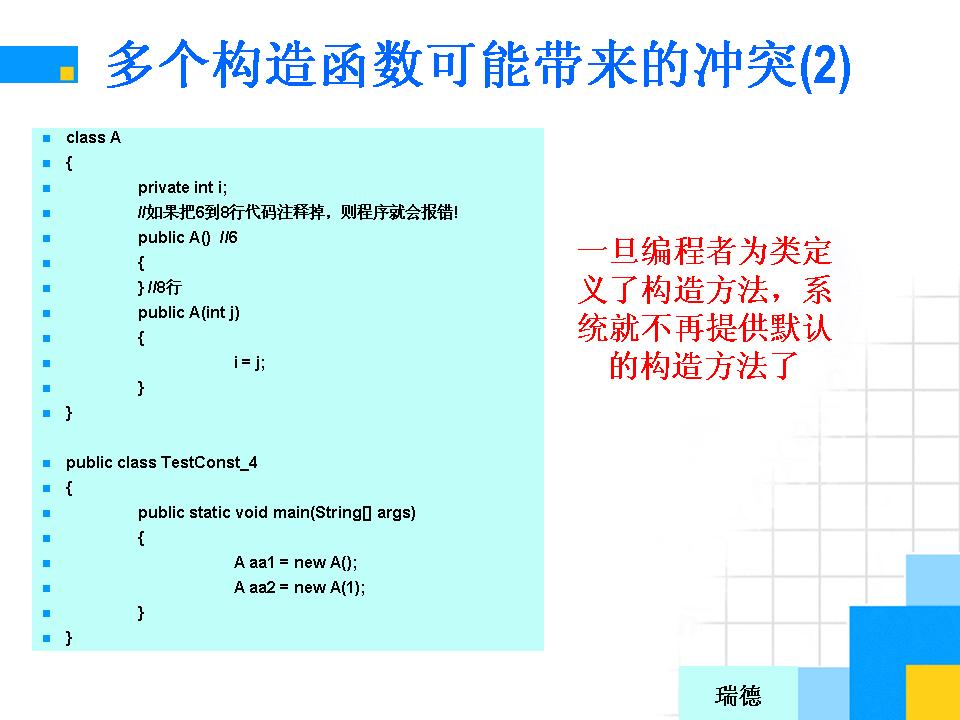 多个构造函数可能带来的冲突(2)
class A
{
private int i;
//如果把6到8行代码注释掉，则程序就会报错!
public A()  //6
{
} //8行
public A(int j)
{
i = j;
}
}
public class TestConst_4
{
public static void main(String[] args)
{
A aa1 = new A();
A aa2 = new A(1);
}
}
一旦编程者为类定
义了构造方法，系
统就不再提供默认
的构造方法了
瑞德